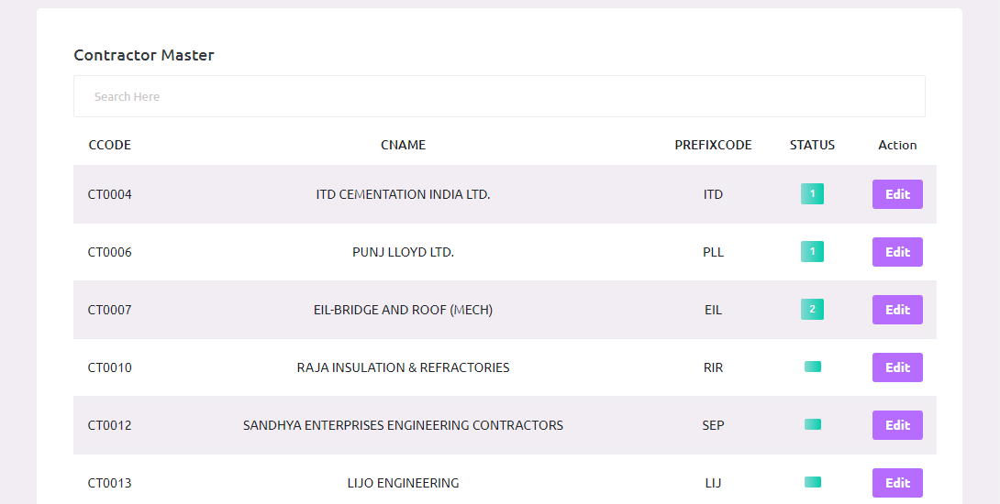 Contractor Master
Search Here
CCODE CNAME PREFIXCODE STATUS Action
CT0004 ITD CEMENTATION INDIA LTD. ITD 1 Edit
CT0006 PUNJ LLOYD LTD. PLL 1 Edit
CT0007 EIL-BRIDGE AND ROOF (MECH) EIL 2 Edit
CT0010 RAJA INSULATION & REFRACTORIES RIR Edit
CT0012 SANDHYA ENTERPRISES ENGINEERING CONTRACTORS SEP Edit
CT0013 LIJO ENGINEERING LIJ Edit